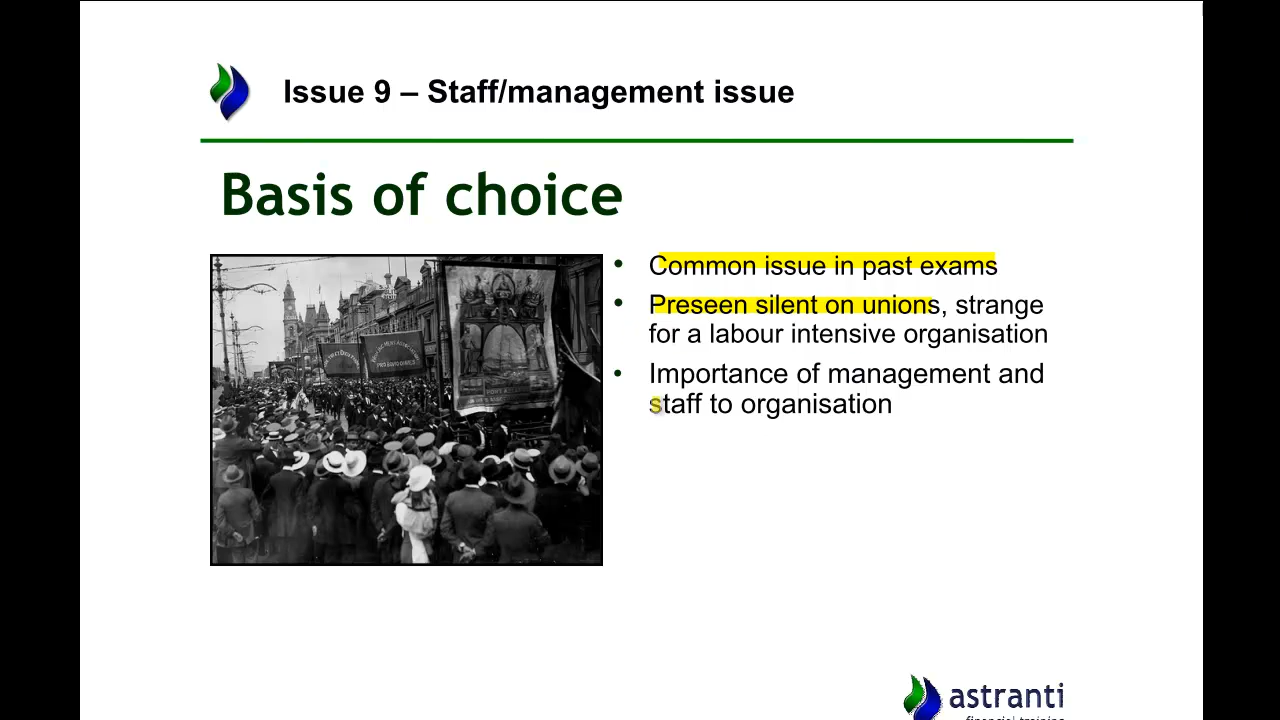 Issue 9 – Staff/management issue
Basis of choice
• Common issue in past exams
• Preseen silent on unions, strange
for a labour intensive organisation
• Importance of management and
staff to organisation
astranti